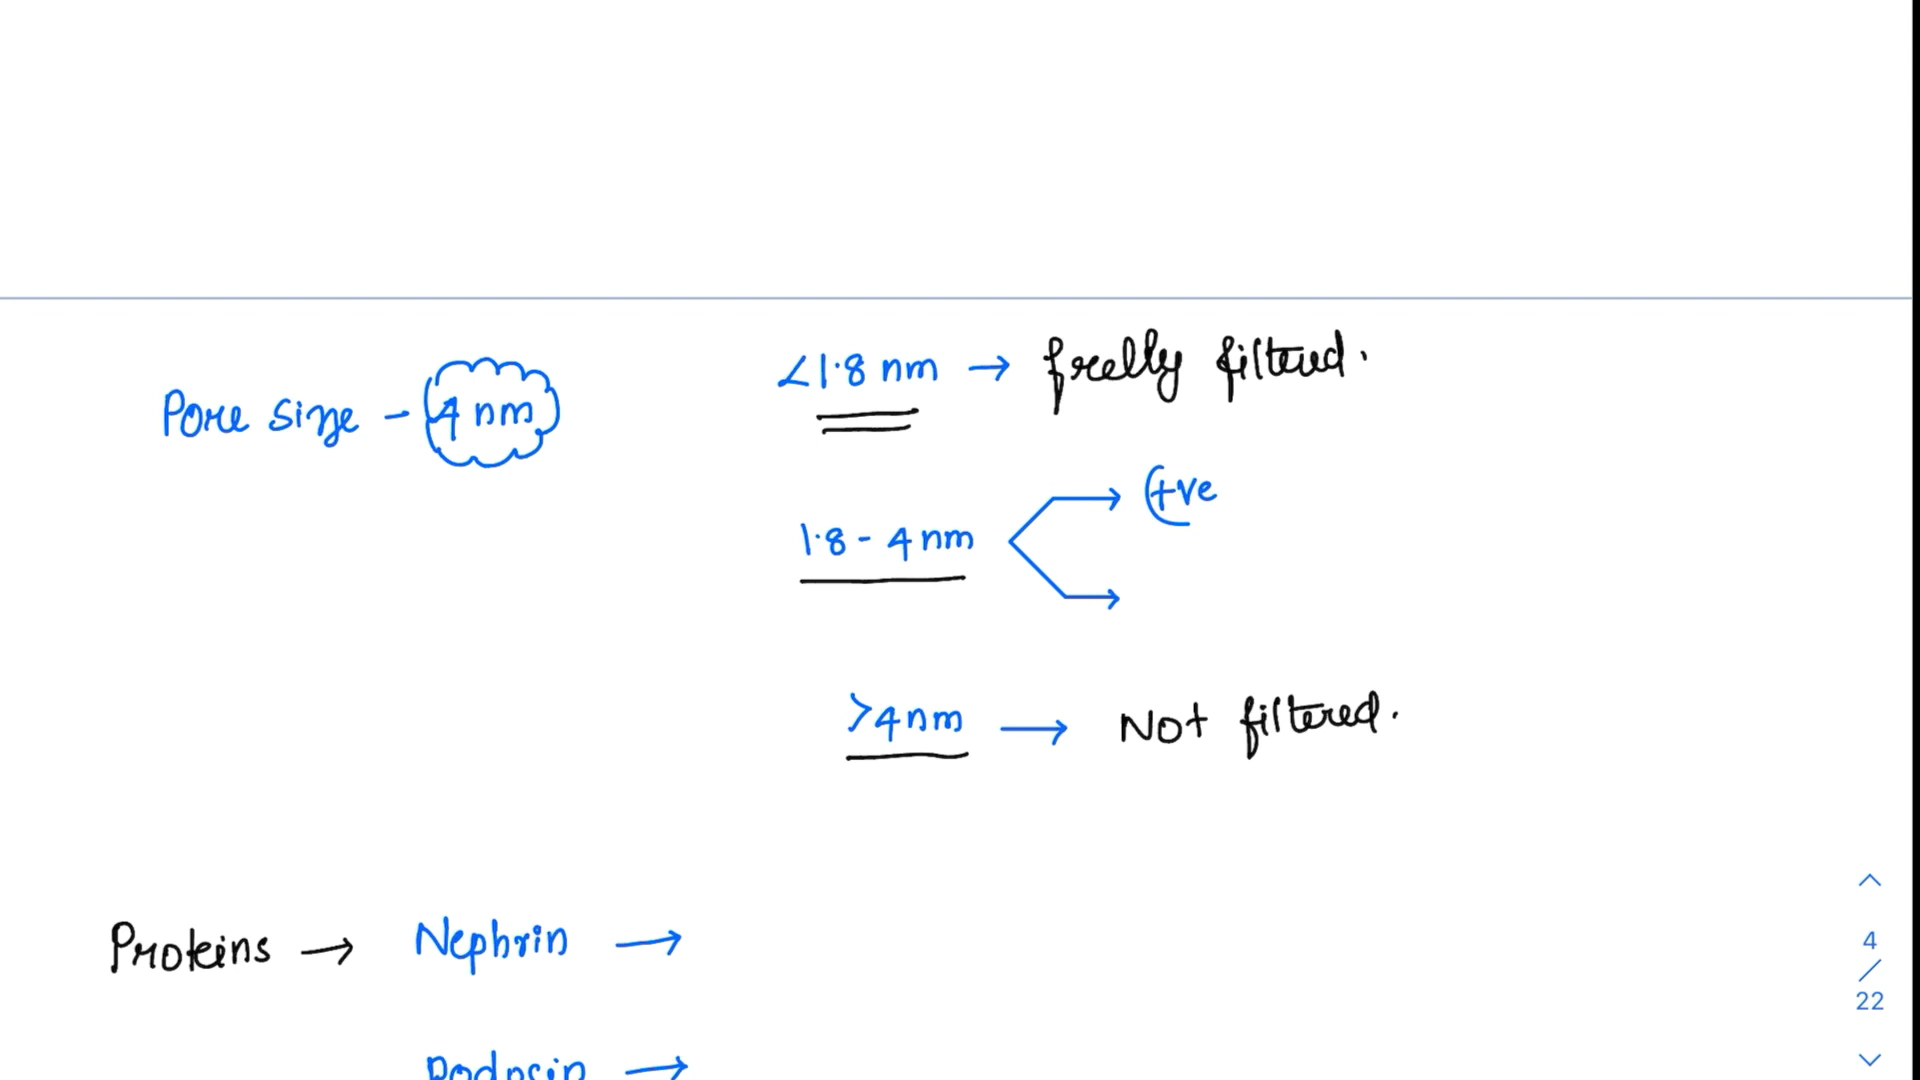 Pore size - 4 nm
<1.8 nm → freely filtered.
1.8 - 4 nm
+ve
>4nm → Not filtered.
Proteins → Nephrin →
Podocin →
4
/
22